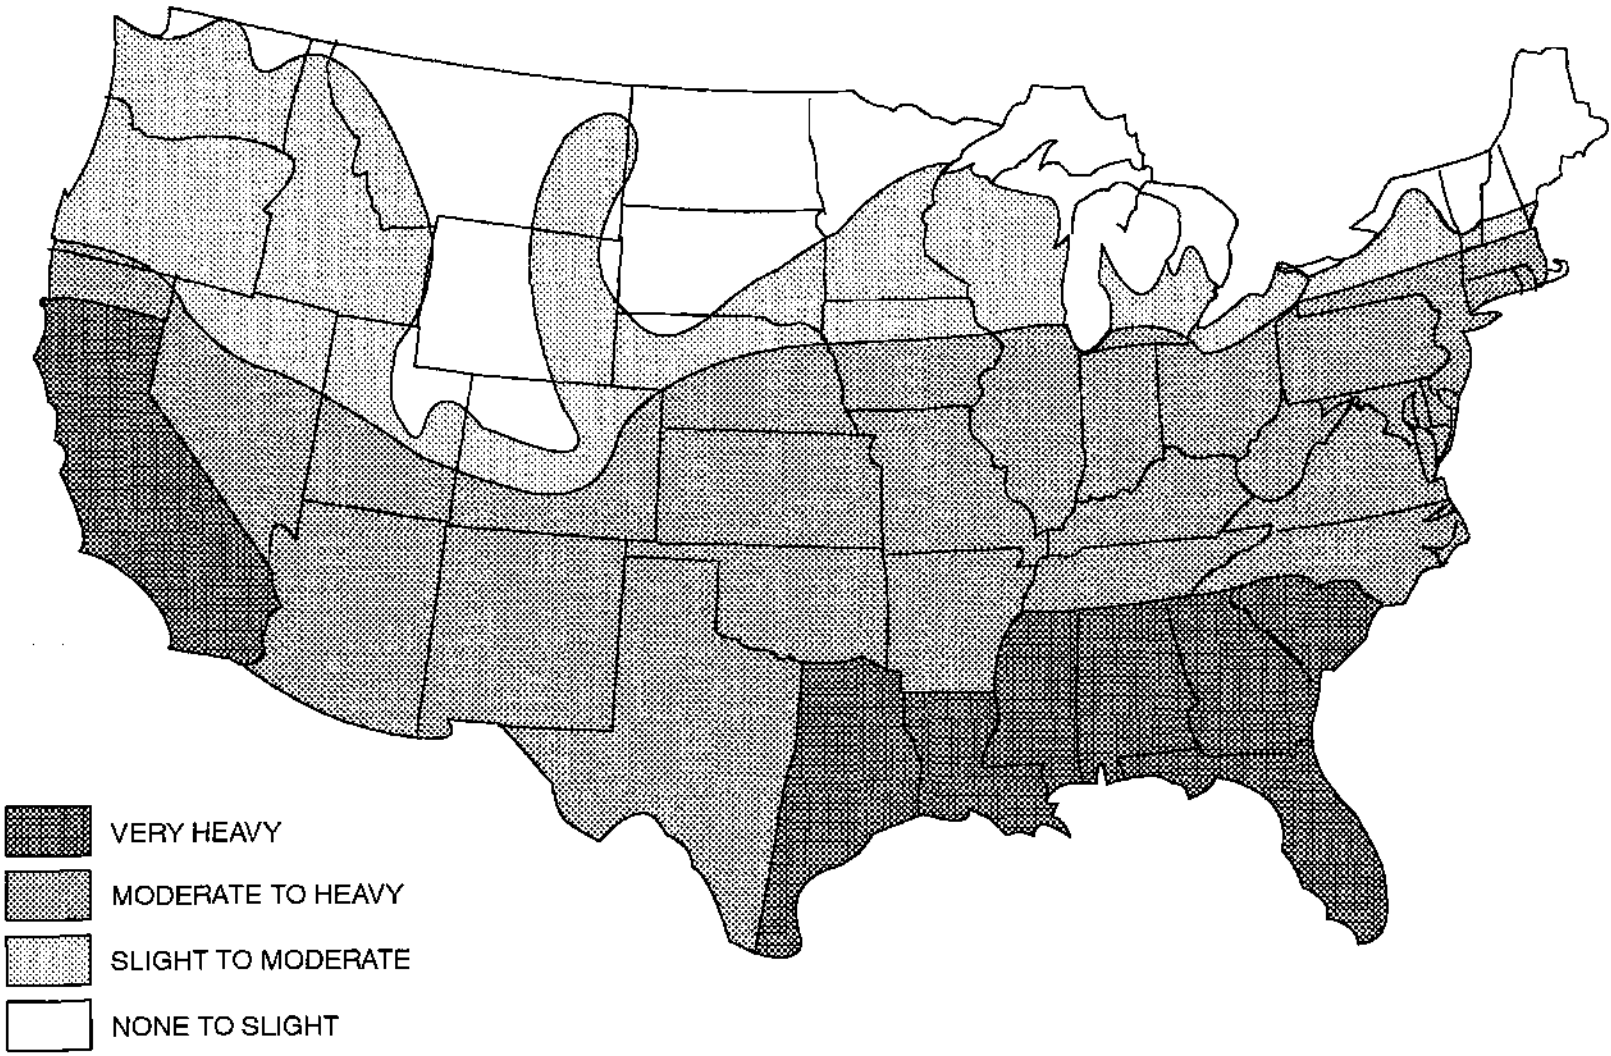 VERY HEAVY
MODERATE TO HEAVY
SLIGHT TO MODERATE
NONE TO SLIGHT